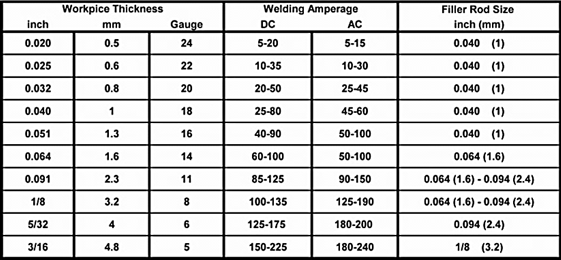 Workpice Thickness Welding Amperage Filler Rod Size
inch mm Gauge DC AC inch (mm)
0.020 0.5 24 5-20 5-15 0.040 (1)
0.025 0.6 22 10-35 10-30 0.040 (1)
0.032 0.8 20 20-50 25-45 0.040 (1)
0.040 1 18 25-80 45-60 0.040 (1)
0.051 1.3 16 40-90 50-100 0.040 (1)
0.064 1.6 14 60-100 50-100 0.064 (1.6)
0.091 2.3 11 85-125 90-150 0.064 (1.6) - 0.094 (2.4)
1/8 3.2 8 100-135 125-190 0.064 (1.6) - 0.094 (2.4)
5/32 4 6 125-175 180-200 0.094 (2.4)
3/16 4.8 5 150-225 180-240 1/8 (3.2)